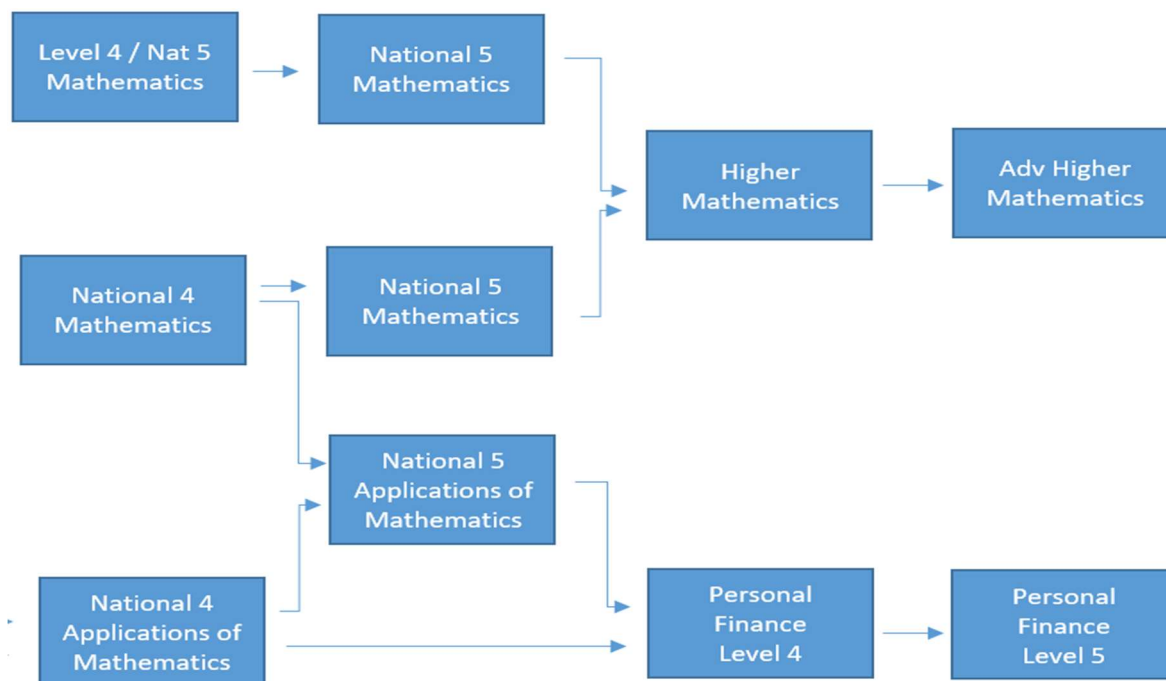 Level 4 / Nat 5
Mathematics
National 5
Mathematics
Higher
Mathematics
Adv Higher
Mathematics
National 4
Mathematics
National 5
Mathematics
National 5
Applications of
Mathematics
National 4
Applications of
Mathematics
Personal
Finance
Level 4
Personal
Finance
Level 5